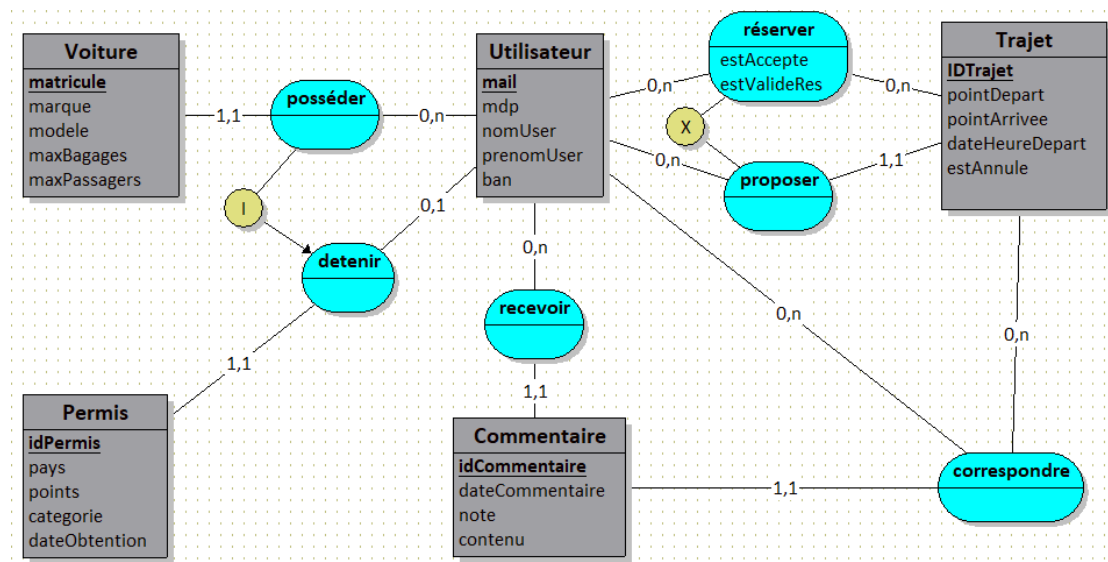 Voiture
matricule
marque
modele
maxBagages
maxPassagers
1,1
posséder
0,n
Utilisateur
mail
mdp
nomUser
prenomUser
ban
0,n
réserver
estAccepte
estValideRes
0,n
X
0,n
proposer
1,1
Trajet
IDTrajet
pointDepart
pointArrivee
dateHeureDepart
estAnnule
I
0,1
detenir
1,1
0,n
recevoir
1,1
0,n
0,n
Permis
idPermis
pays
points
categorie
dateObtention
Commentaire
idCommentaire
dateCommentaire
note
contenu
1,1
correspondre